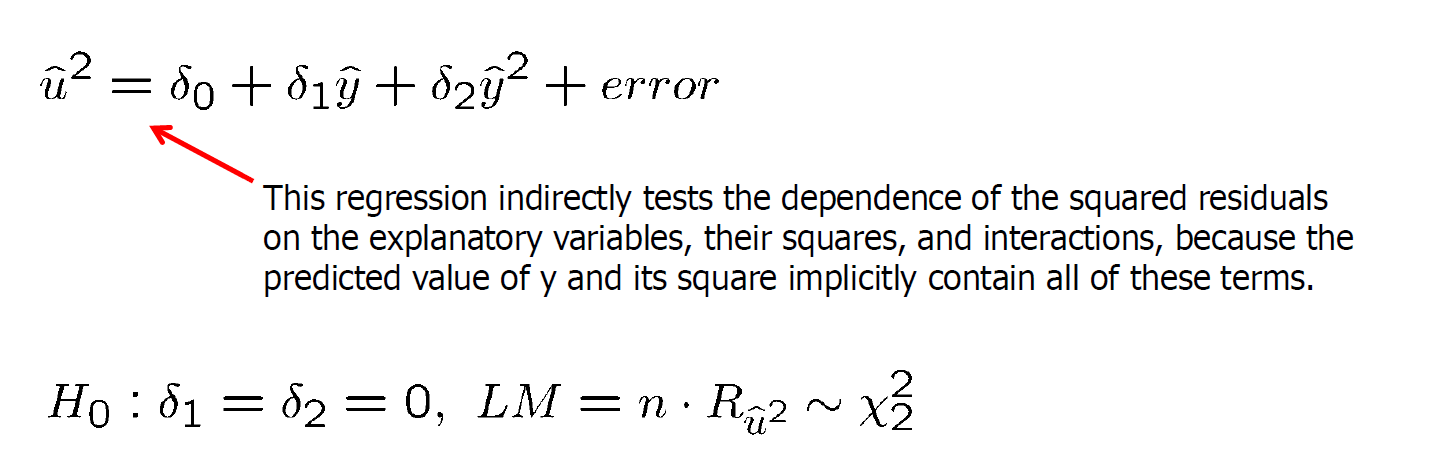 û² = δ₀ + δ₁ŷ + δ₂ŷ² + error
This regression indirectly tests the dependence of the squared residuals
on the explanatory variables, their squares, and interactions, because the
predicted value of y and its square implicitly contain all of these terms.
H₀ : δ₁ = δ₂ = 0, LM = n · R_û² ~ χ²₂